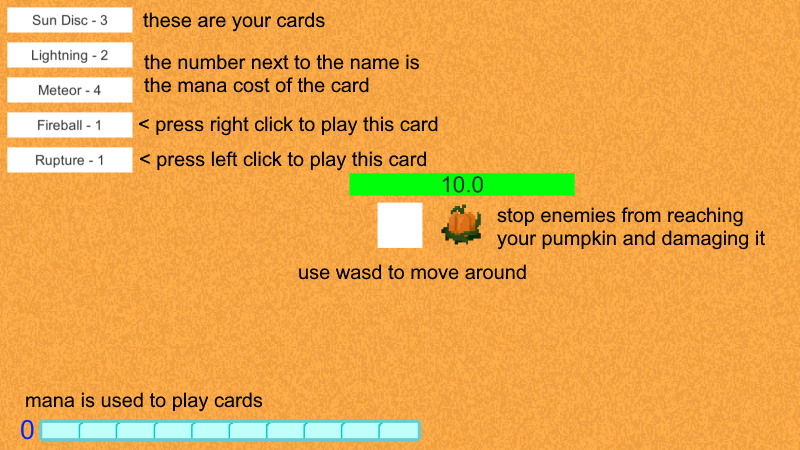 Sun Disc - 3
these are your cards
Lightning - 2
the number next to the name is
the mana cost of the card
Meteor - 4
Fireball - 1
< press right click to play this card
Rupture - 1
< press left click to play this card
10.0
stop enemies from reaching
your pumpkin and damaging it
use wasd to move around
mana is used to play cards
0